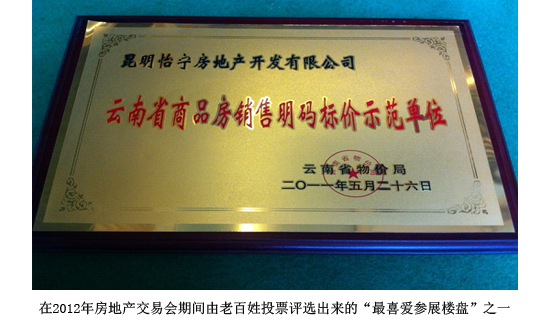 昆明怡宁房地产开发有限公司
云南省商品房销售明码标价示范单位
云南省物价局
二〇一一年五月二十六日
在2012年房地产交易会期间由老百姓投票评选出来的“最喜爱参展楼盘”之一